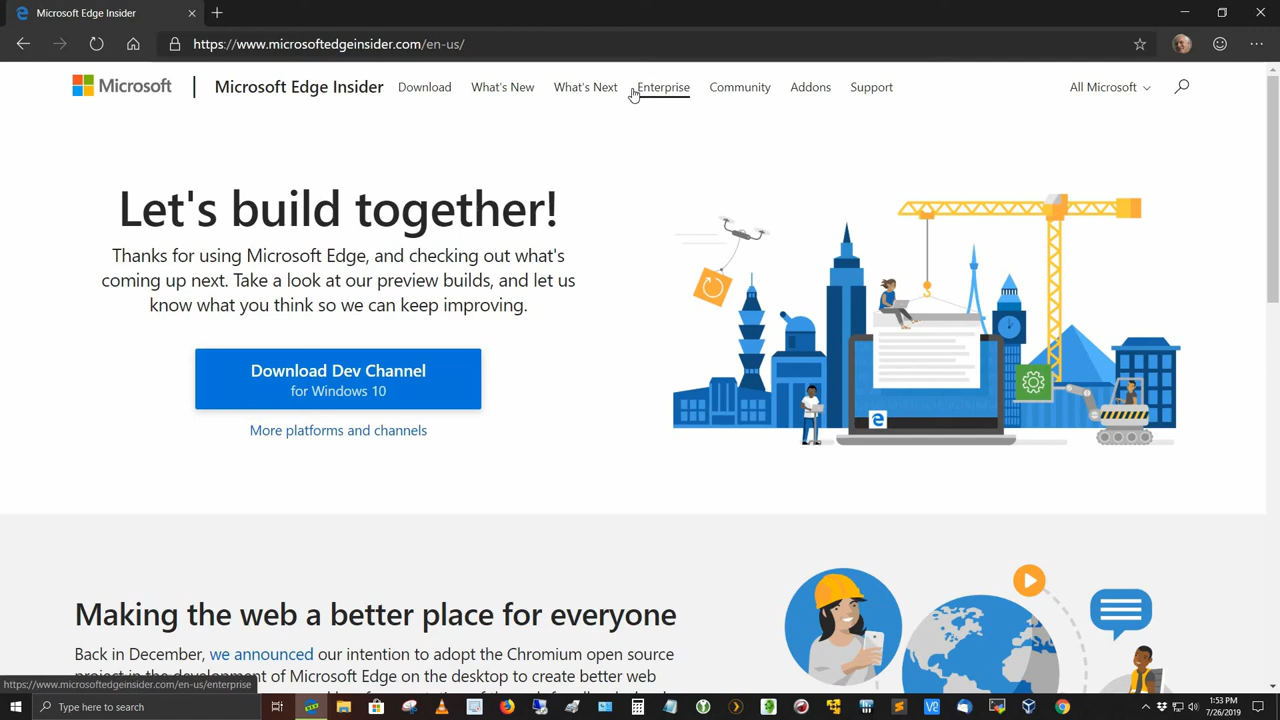 Microsoft Edge Insider
https://www.microsoftedgeinsider.com/en-us/
Microsoft
Microsoft Edge Insider
Download
What's New
What's Next
Enterprise
Community
Addons
Support
All Microsoft
Let's build together!
Thanks for using Microsoft Edge, and checking out what's
coming up next. Take a look at our preview builds, and let us
know what you think so we can keep improving.
Download Dev Channel
for Windows 10
More platforms and channels
Making the web a better place for everyone
Back in December, we announced our intention to adopt the Chromium open source
project in the development of Microsoft Edge on the desktop to create better web
https://www.microsoftedgeinsider.com/en-us/enterprise
Type here to search
1:53 PM
7/26/2019